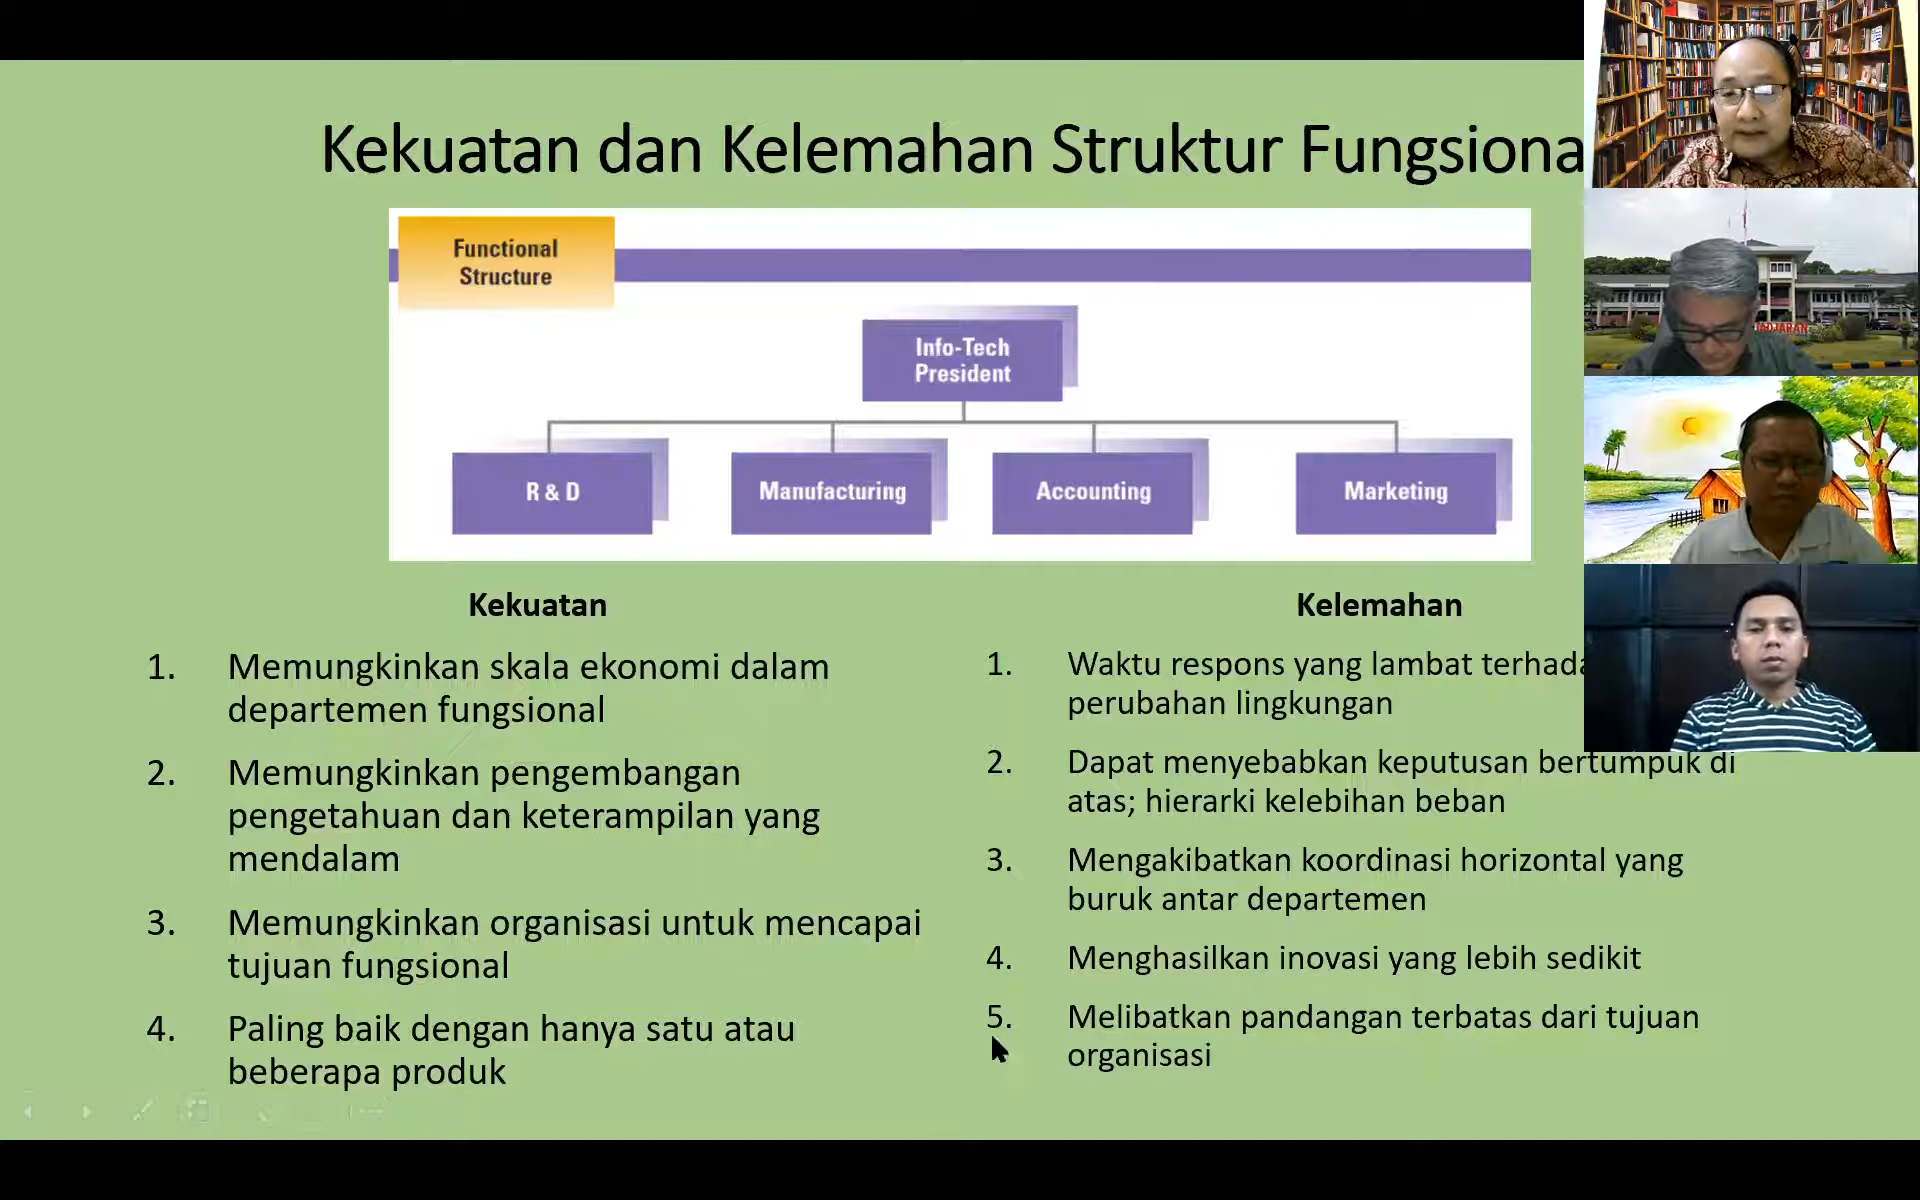 Kekuatan dan Kelemahan Struktur Fungsiona
Functional
Structure
Info-Tech
President
R & D
Manufacturing
Accounting
Marketing
Kekuatan
1. Memungkinkan skala ekonomi dalam
departemen fungsional
2. Memungkinkan pengembangan
pengetahuan dan keterampilan yang
mendalam
3. Memungkinkan organisasi untuk mencapai
tujuan fungsional
4. Paling baik dengan hanya satu atau
beberapa produk
Kelemahan
1. Waktu respons yang lambat terhada
perubahan lingkungan
2. Dapat menyebabkan keputusan bertumpuk di
atas; hierarki kelebihan beban
3. Mengakibatkan koordinasi horizontal yang
buruk antar departemen
4. Menghasilkan inovasi yang lebih sedikit
5. Melibatkan pandangan terbatas dari tujuan
organisasi